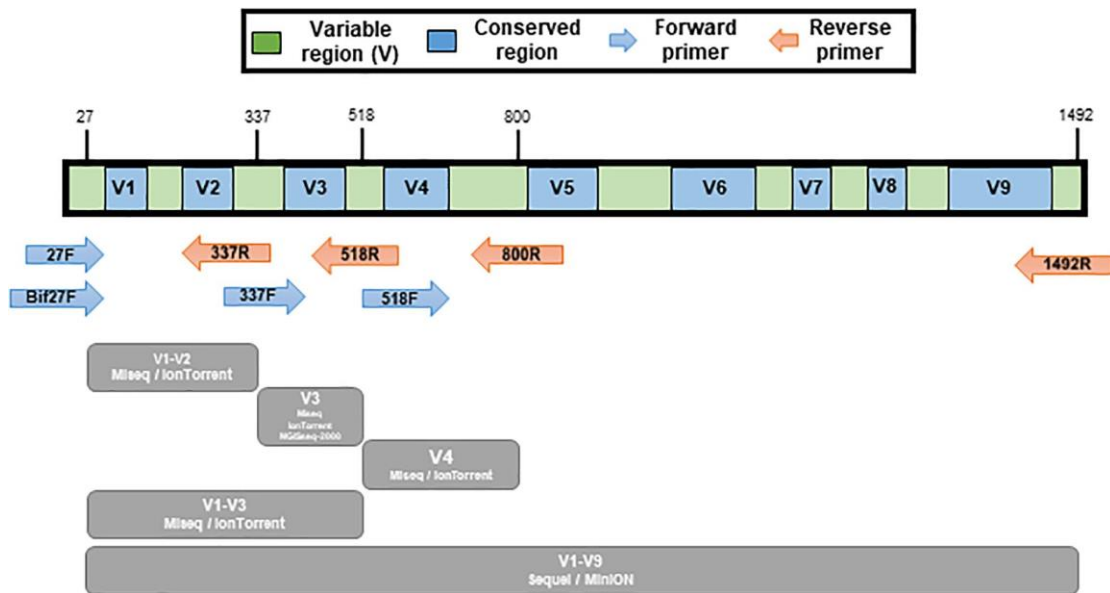 Variable region (V)
Conserved region
Forward primer
Reverse primer
27
337
518
800
1492
V1
V2
V3
V4
V5
V6
V7
V8
V9
27F
337R
518R
800R
1492R
Bif27F
337F
518F
V1-V2
Miseq / IonTorrent
V3
Miseq
IonTorrent
MGISeq-2000
V4
Miseq / IonTorrent
V1-V3
Miseq / IonTorrent
V1-V9
Sequel / MinION